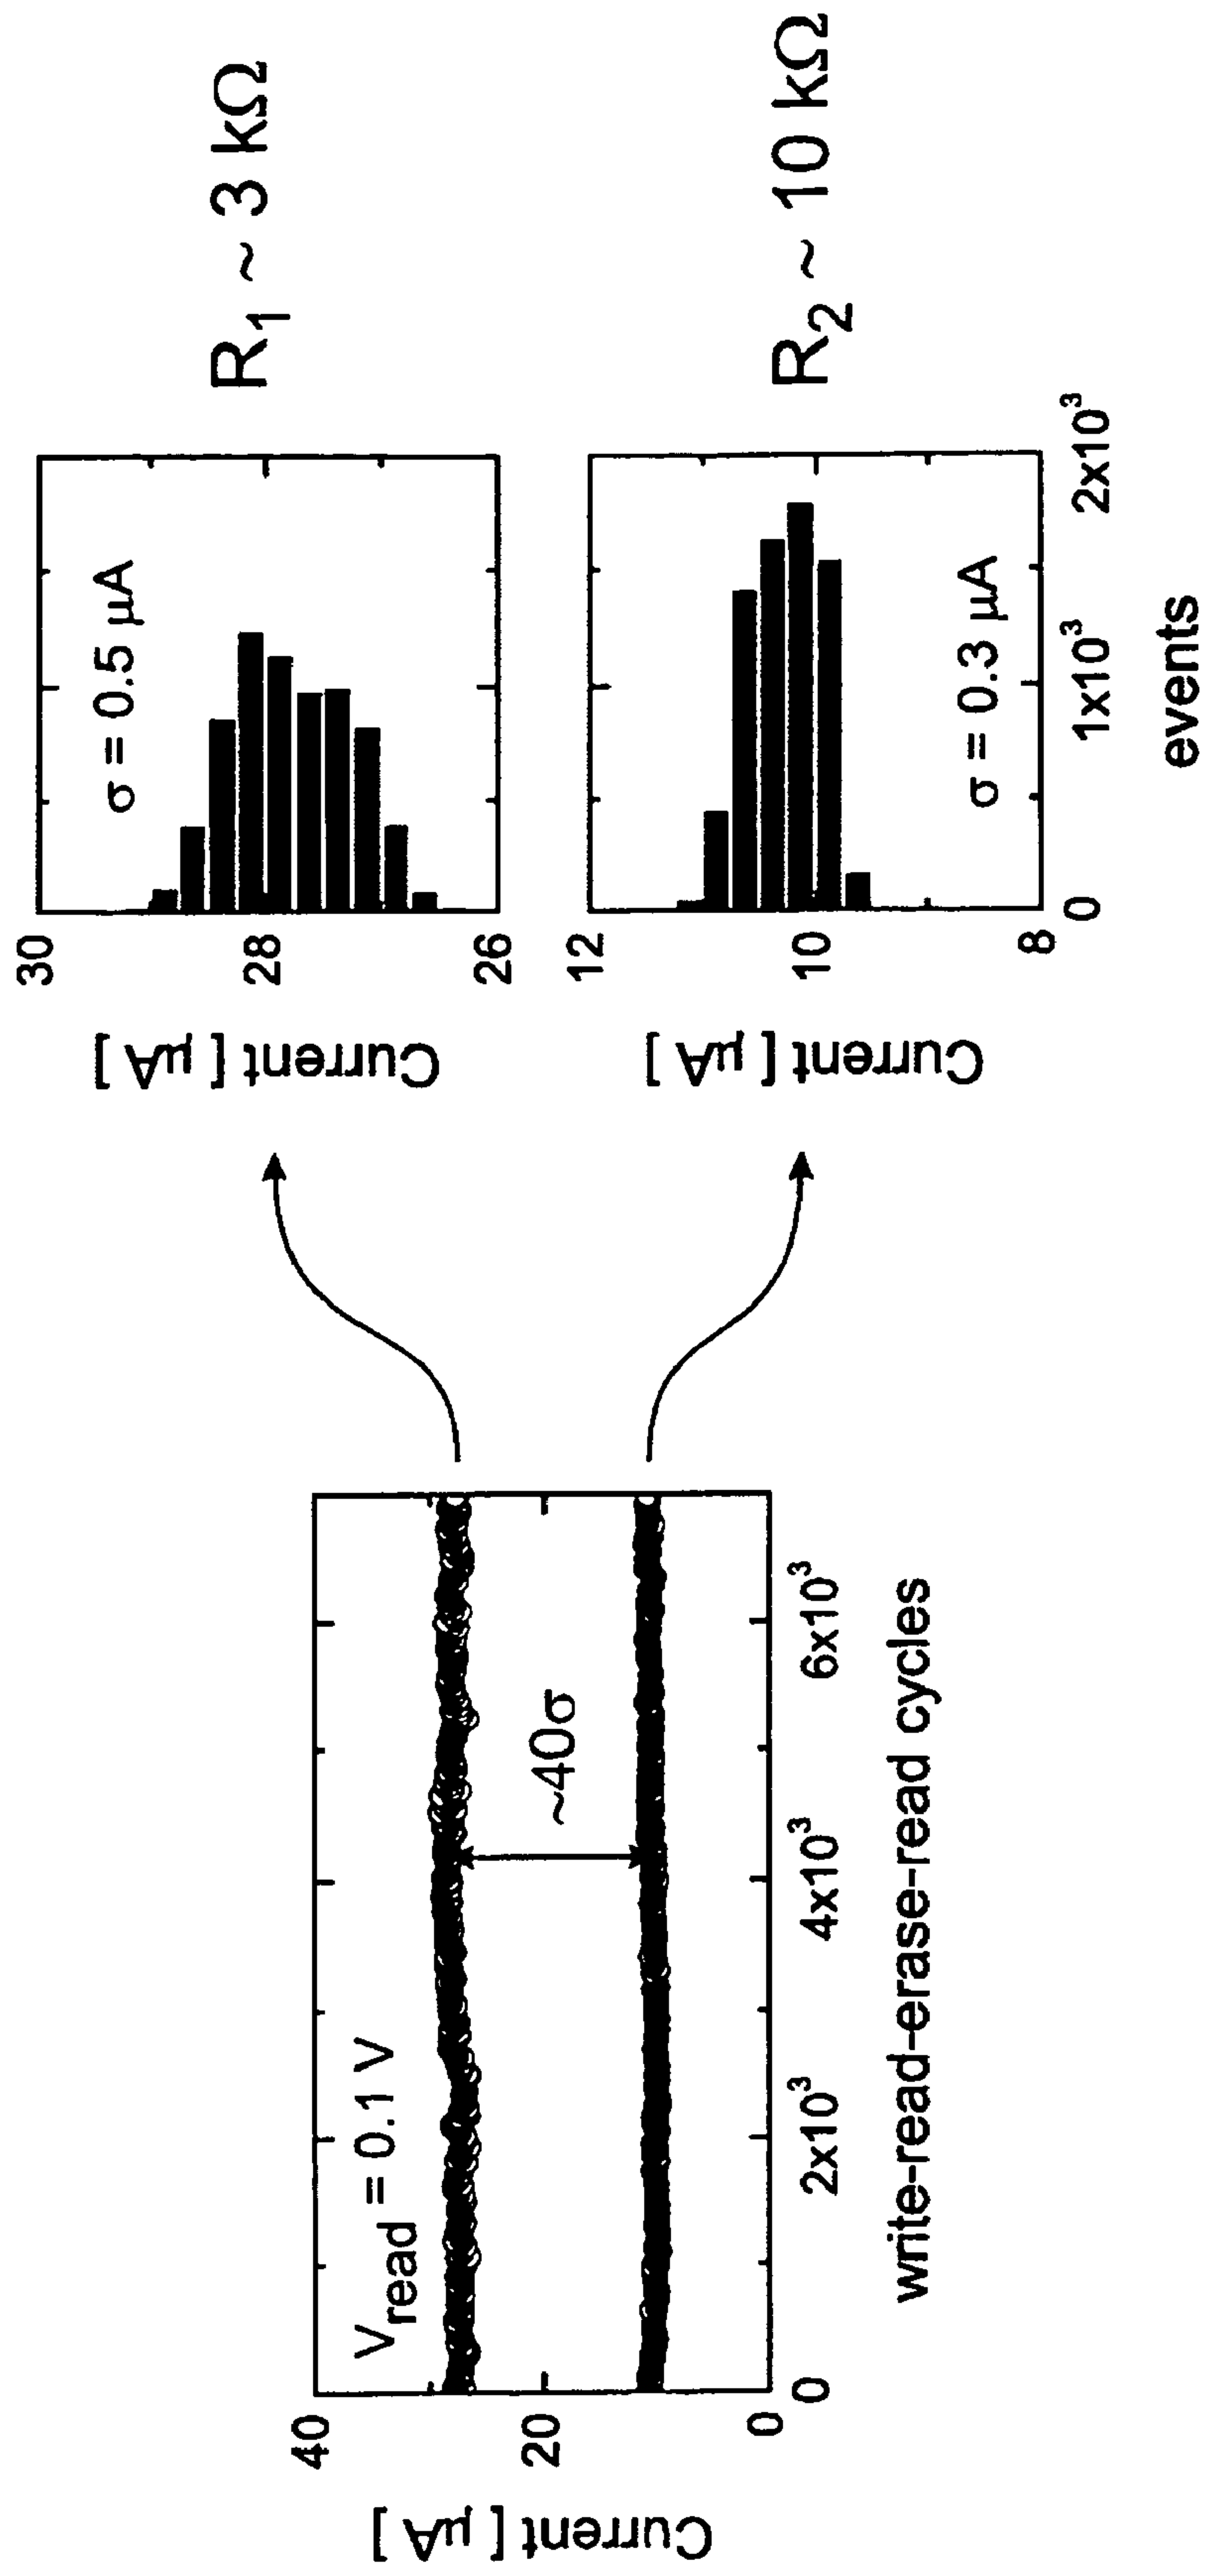 40
20
0
Current [ µA ]
V_read = 0.1 V
~40σ
0
2x10³
4x10³
6x10³
write-read-erase-read cycles
30
28
26
Current [ µA ]
σ = 0.5 µA
R₁ ~ 3 kΩ
12
10
8
Current [ µA ]
σ = 0.3 µA
R₂ ~ 10 kΩ
0
1x10³
2x10³
events